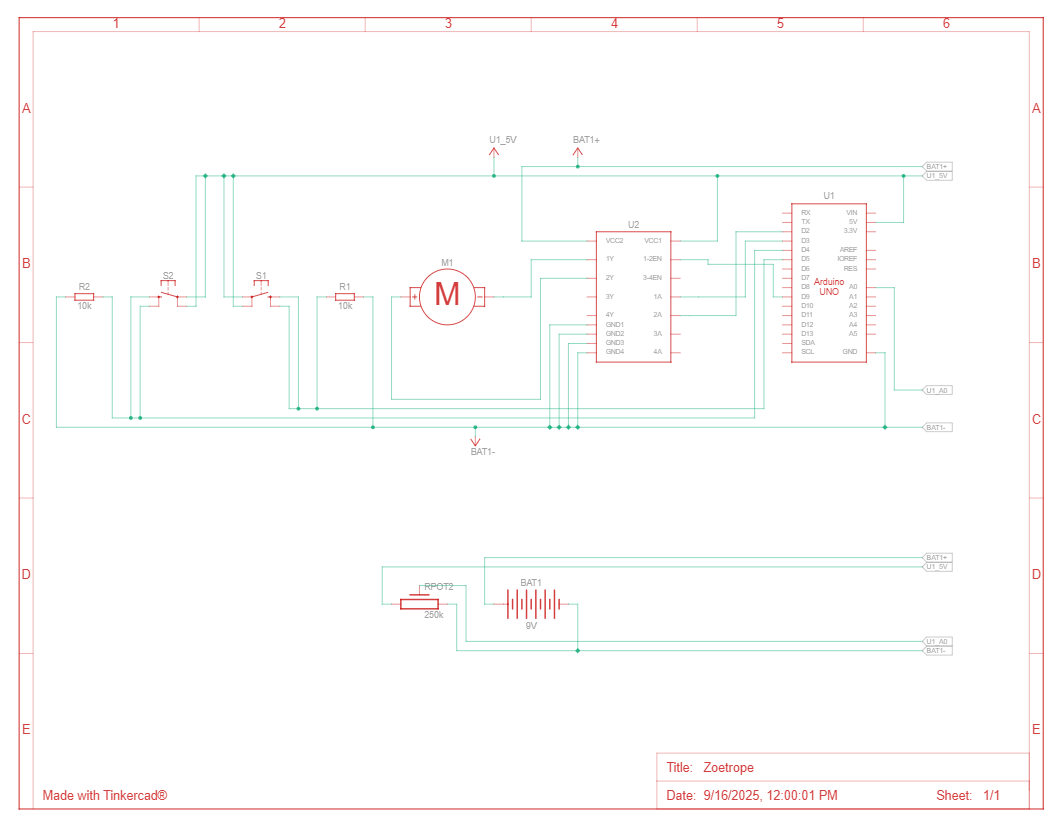 1 2 3 4 5 6
A A
U1_5V BAT1+
BAT1+
U1_5V
U1
RX VIN
TX 5V
U2 D2 3.3V
VCC2 VCC1 D3
1Y 1-2EN D4 AREF
B M1 D5 IOREF B
D6 RES
2Y 3-4EN D7
S2 S1 Arduino
R2 R1 M D8 A0
UNO
+ - 3Y 1A D9 A1
10k 10k D10 A2
4Y 2A D11 A3
GND1 D12 A4
GND2 3A D13 A5
GND3 SDA
GND4 4A SCL GND
U1_A0
C C
BAT1-
BAT1-
BAT1+
U1_5V
D D
RPOT2 BAT1
250k
9V
U1_A0
BAT1-
E E
Title: Zoetrope
Made with Tinkercad®
Date: 9/16/2025, 12:00:01 PM Sheet: 1/1